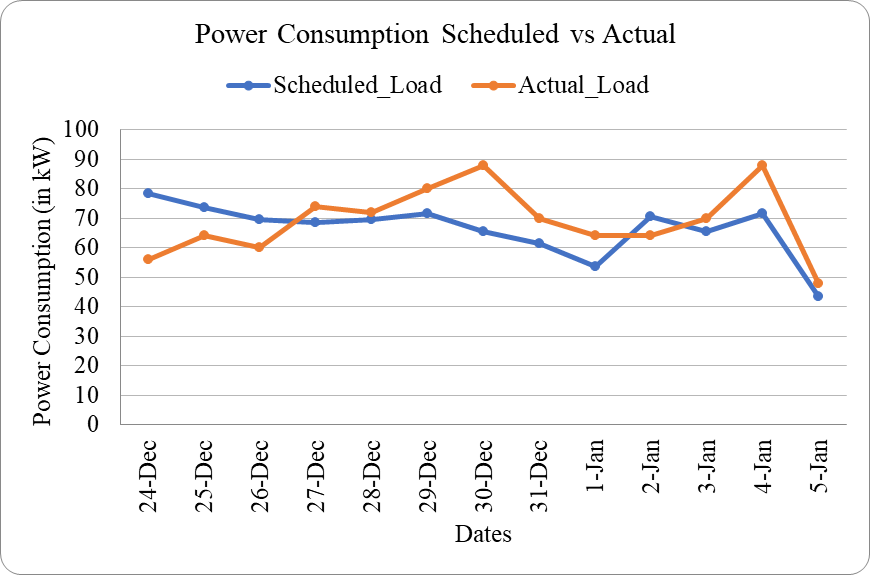 Power Consumption Scheduled vs Actual
Scheduled_Load Actual_Load
Power Consumption (in kW)
100
90
80
70
60
50
40
30
20
10
0
24-Dec 25-Dec 26-Dec 27-Dec 28-Dec 29-Dec 30-Dec 31-Dec 1-Jan 2-Jan 3-Jan 4-Jan 5-Jan
Dates